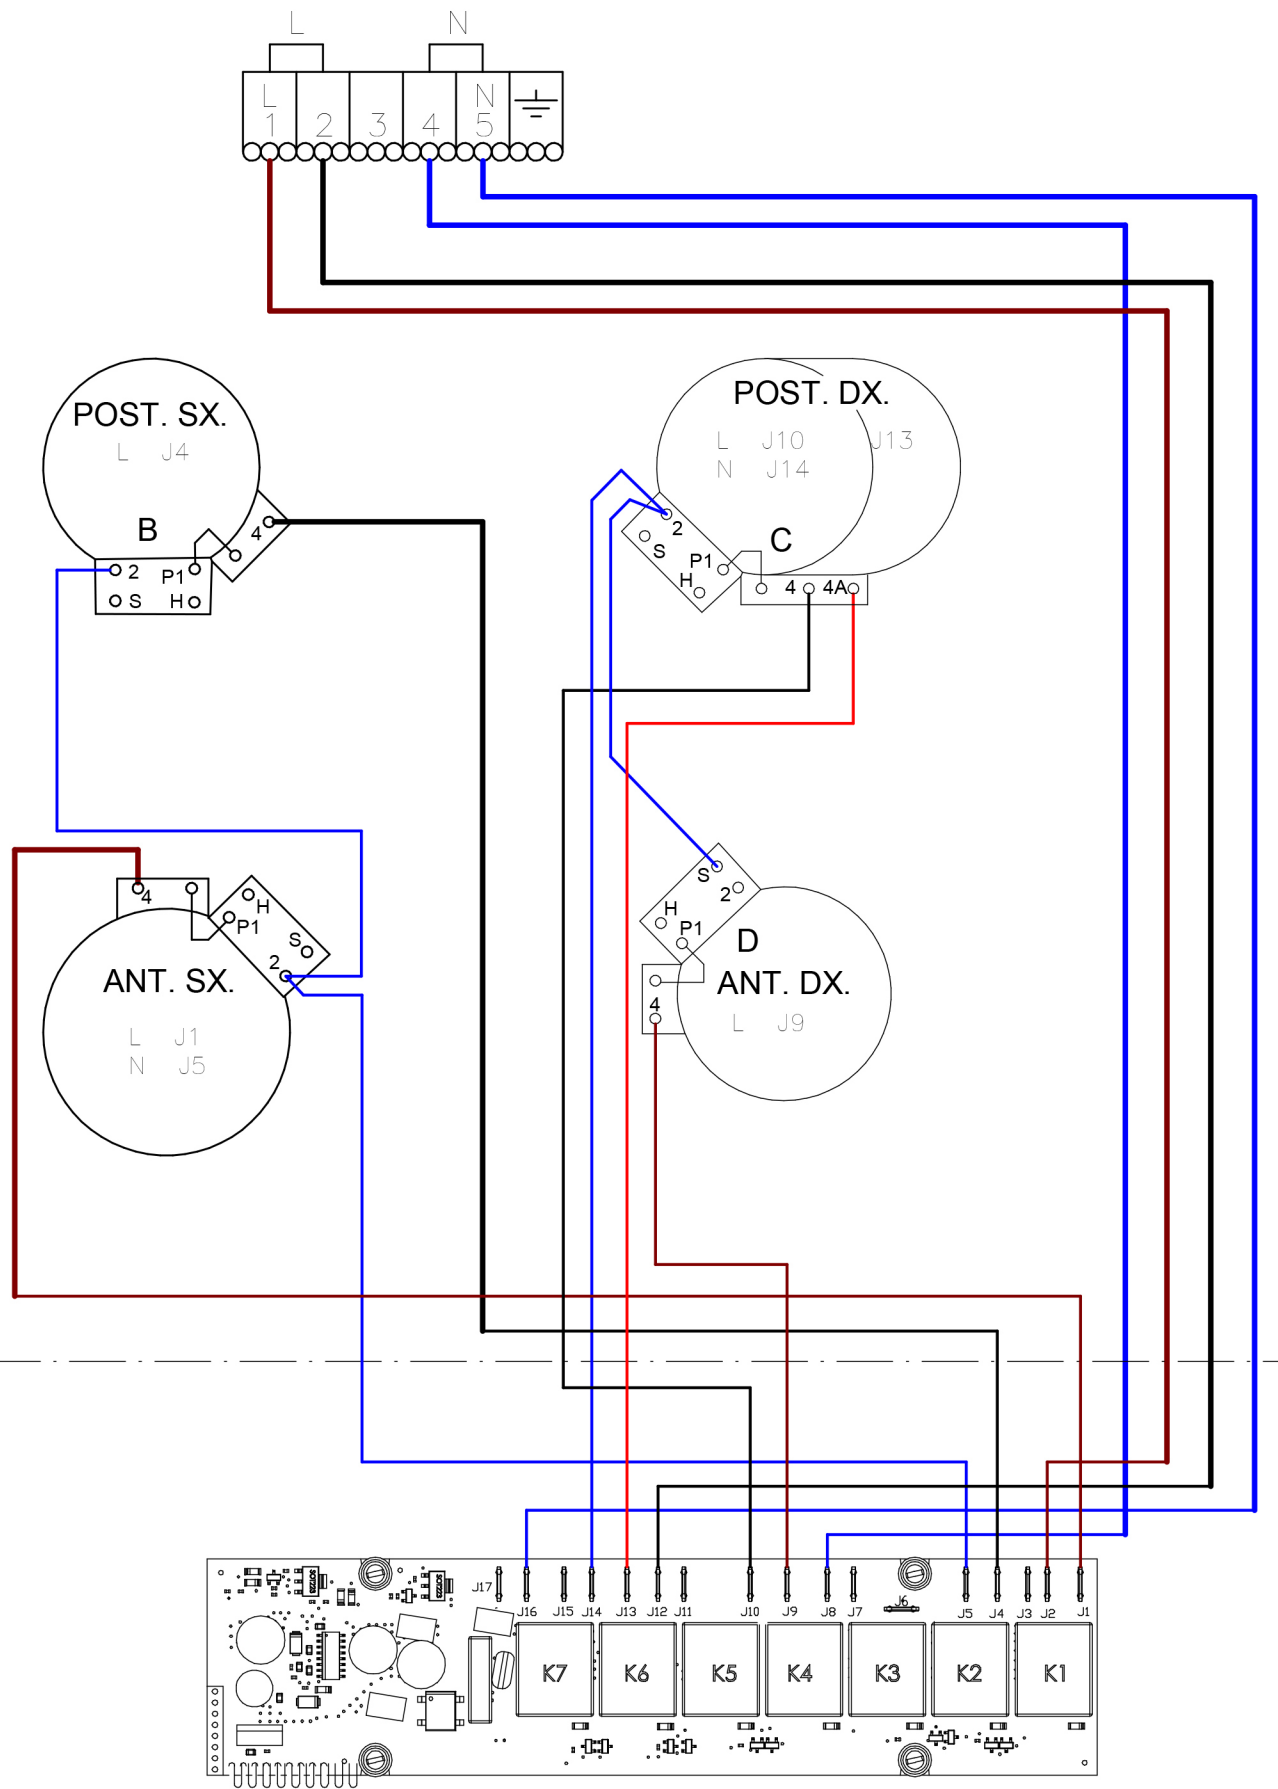 L N
L N
1 2 3 4 5
POST. SX.
L J4
B
4
2 P1
S H
POST. DX.
L J10 J13
N J14
C
2
S P1
H
4 4A
4
H
P1
S
2
ANT. SX.
L J1
N J5
S
2
H
P1
D
ANT. DX.
4
L J9
SOT223 SOT223
J17 J16 J15 J14 J13 J12 J11 J10 J9 J8 J7 J6 J5 J4 J3 J2 J1
K7 K6 K5 K4 K3 K2 K1